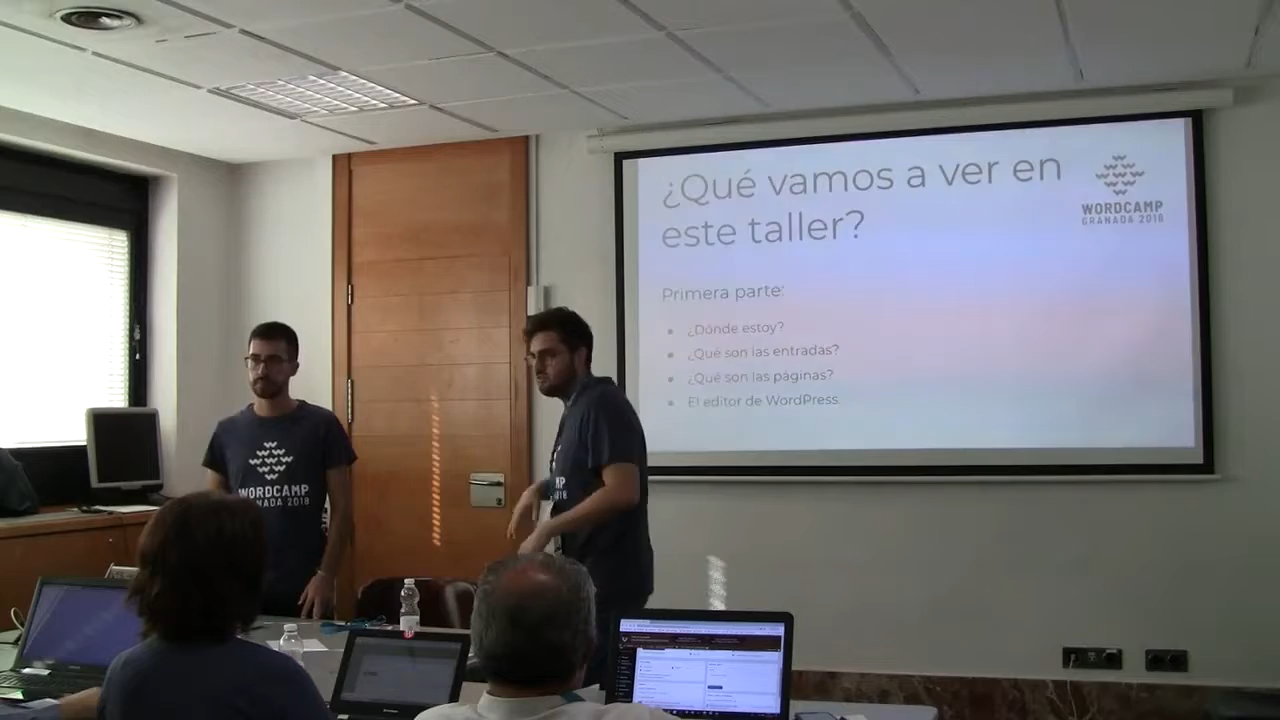 ¿Qué vamos a ver en
este taller?
WORDCAMP
GRANADA 2018
Primera parte:
¿Dónde estoy?
¿Qué son las entradas?
¿Qué son las páginas?
El editor de WordPress.
WORDCAMP
GRANADA 2018
MP